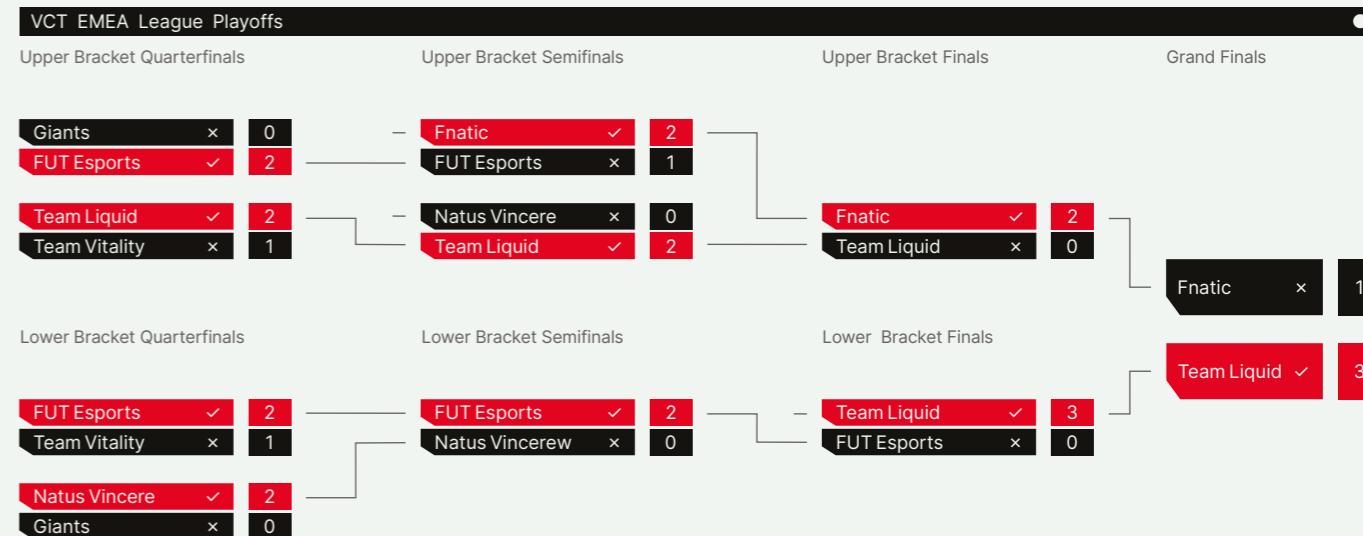 VCT EMEA League Playoffs
Upper Bracket Quarterfinals
Upper Bracket Semifinals
Upper Bracket Finals
Grand Finals
Giants × 0
FUT Esports ✓ 2
Team Liquid ✓ 2
Team Vitality × 1
Fnatic ✓ 2
FUT Esports × 1
Natus Vincere × 0
Team Liquid ✓ 2
Fnatic ✓ 2
Team Liquid × 0
Fnatic × 1
Team Liquid ✓ 3
Lower Bracket Quarterfinals
Lower Bracket Semifinals
Lower Bracket Finals
FUT Esports ✓ 2
Team Vitality × 1
Natus Vincere ✓ 2
Giants × 0
FUT Esports ✓ 2
Natus Vincerew × 0
Team Liquid ✓ 3
FUT Esports × 0